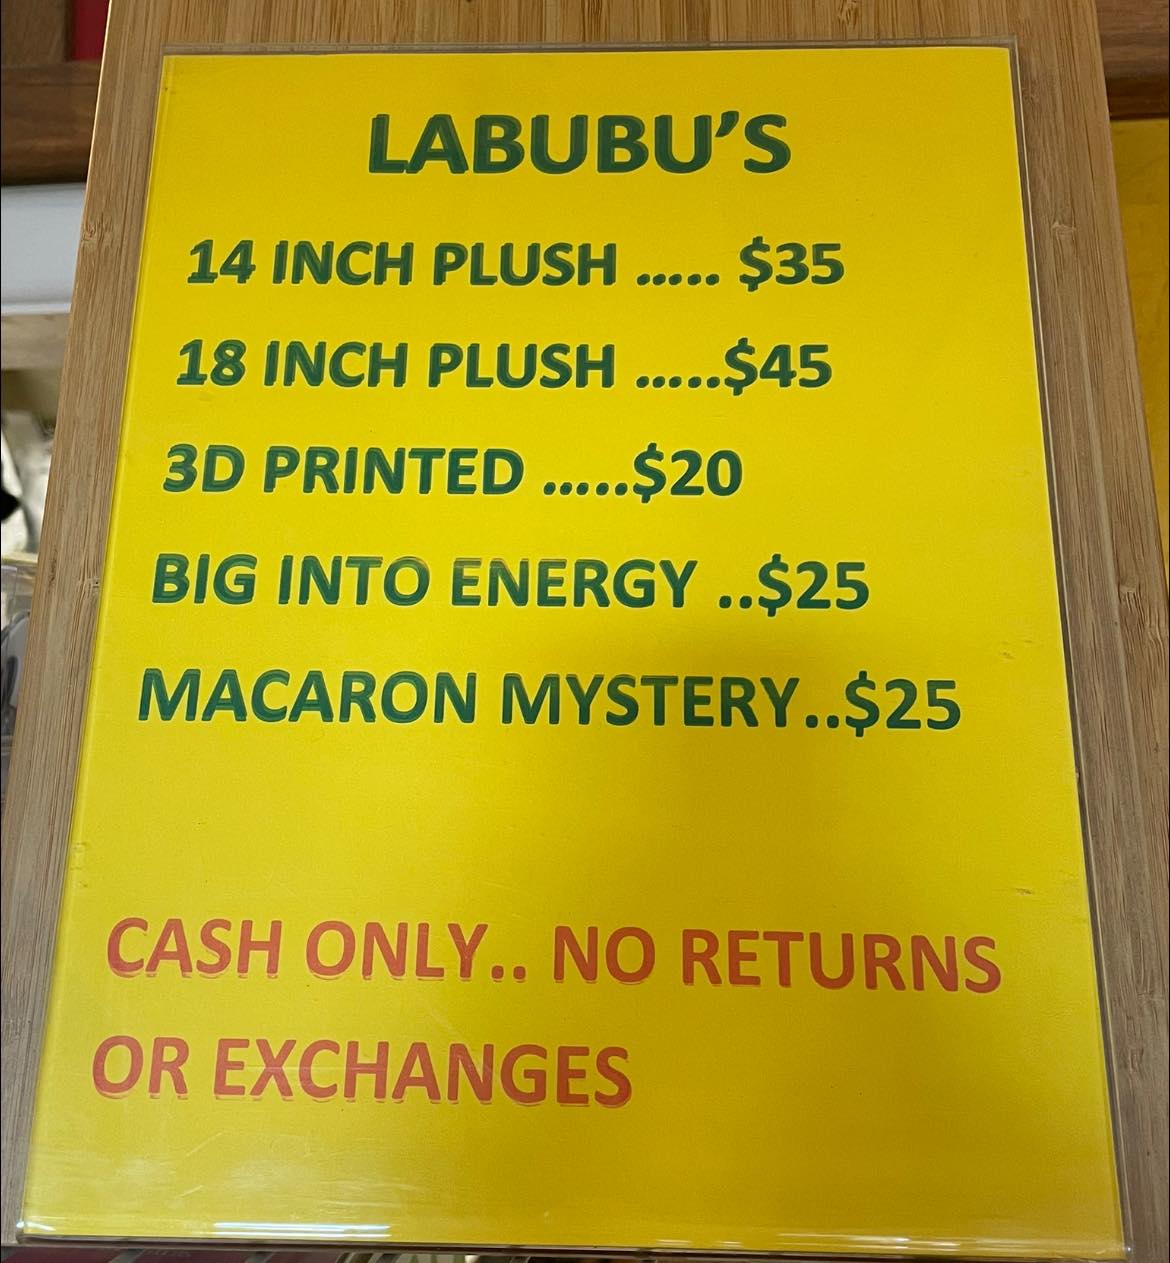 LABUBU'S
14 INCH PLUSH ..... $35
18 INCH PLUSH .....$45
3D PRINTED .....$20
BIG INTO ENERGY ..$25
MACARON MYSTERY..$25
CASH ONLY.. NO RETURNS
OR EXCHANGES